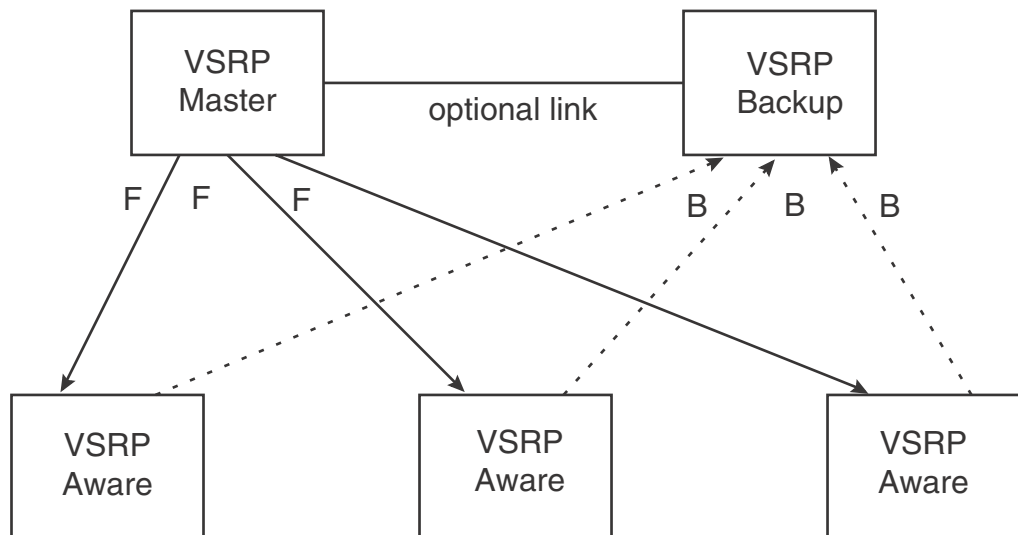 VSRP
Master
VSRP
Backup
optional link
F
F
F
B
B
B
VSRP
Aware
VSRP
Aware
VSRP
Aware